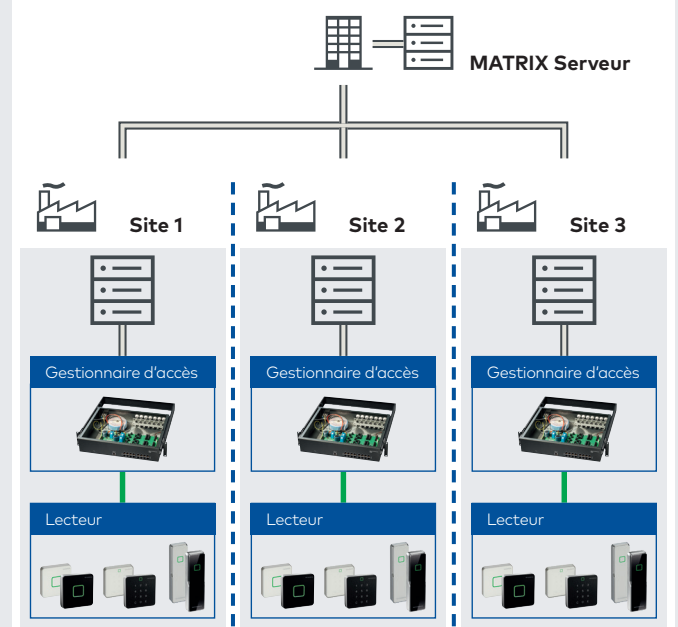 MATRIX Serveur
Site 1
Site 2
Site 3
Gestionnaire d'accès
Gestionnaire d'accès
Gestionnaire d'accès
Lecteur
Lecteur
Lecteur